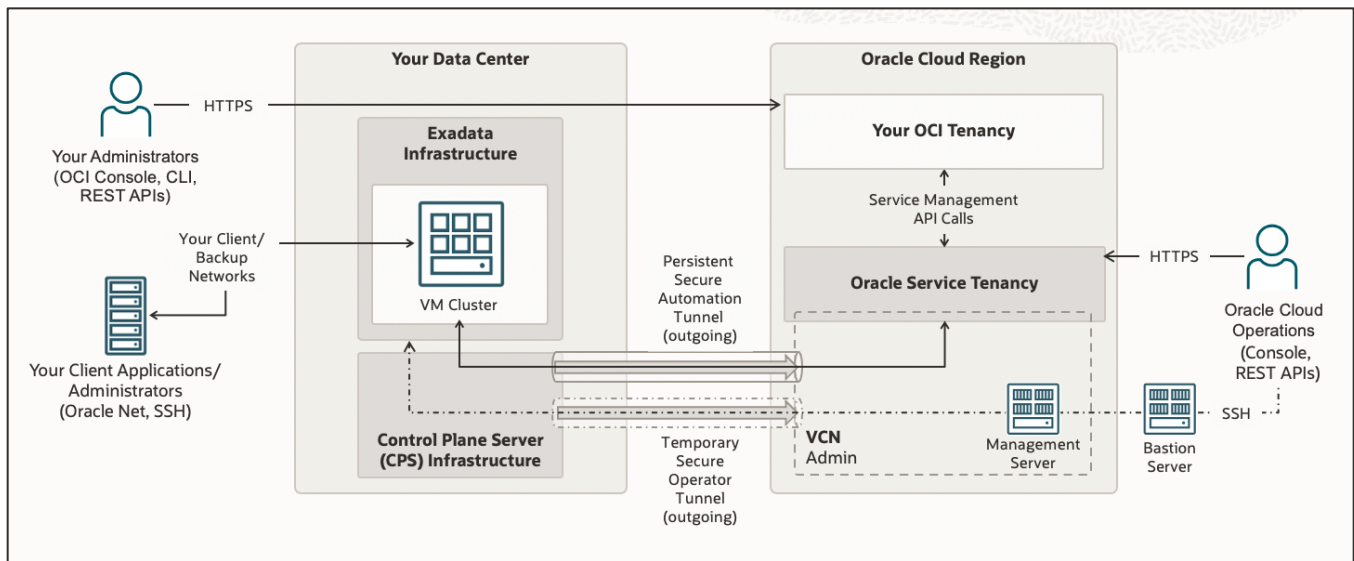 Your Data Center
Oracle Cloud Region
HTTPS
Your Administrators
(OCI Console, CLI,
REST APIs)
Exadata
Infrastructure
Your OCI Tenancy
Service Management
API Calls
Your Client/
Backup
Networks
VM Cluster
Persistent
Secure
Automation
Tunnel
(outgoing)
Oracle Service Tenancy
HTTPS
Oracle Cloud
Operations
(Console,
REST APIs)
Your Client Applications/
Administrators
(Oracle Net, SSH)
Control Plane Server
(CPS) Infrastructure
Temporary
Secure
Operator
Tunnel
(outgoing)
VCN
Admin
Management
Server
Bastion
Server
SSH